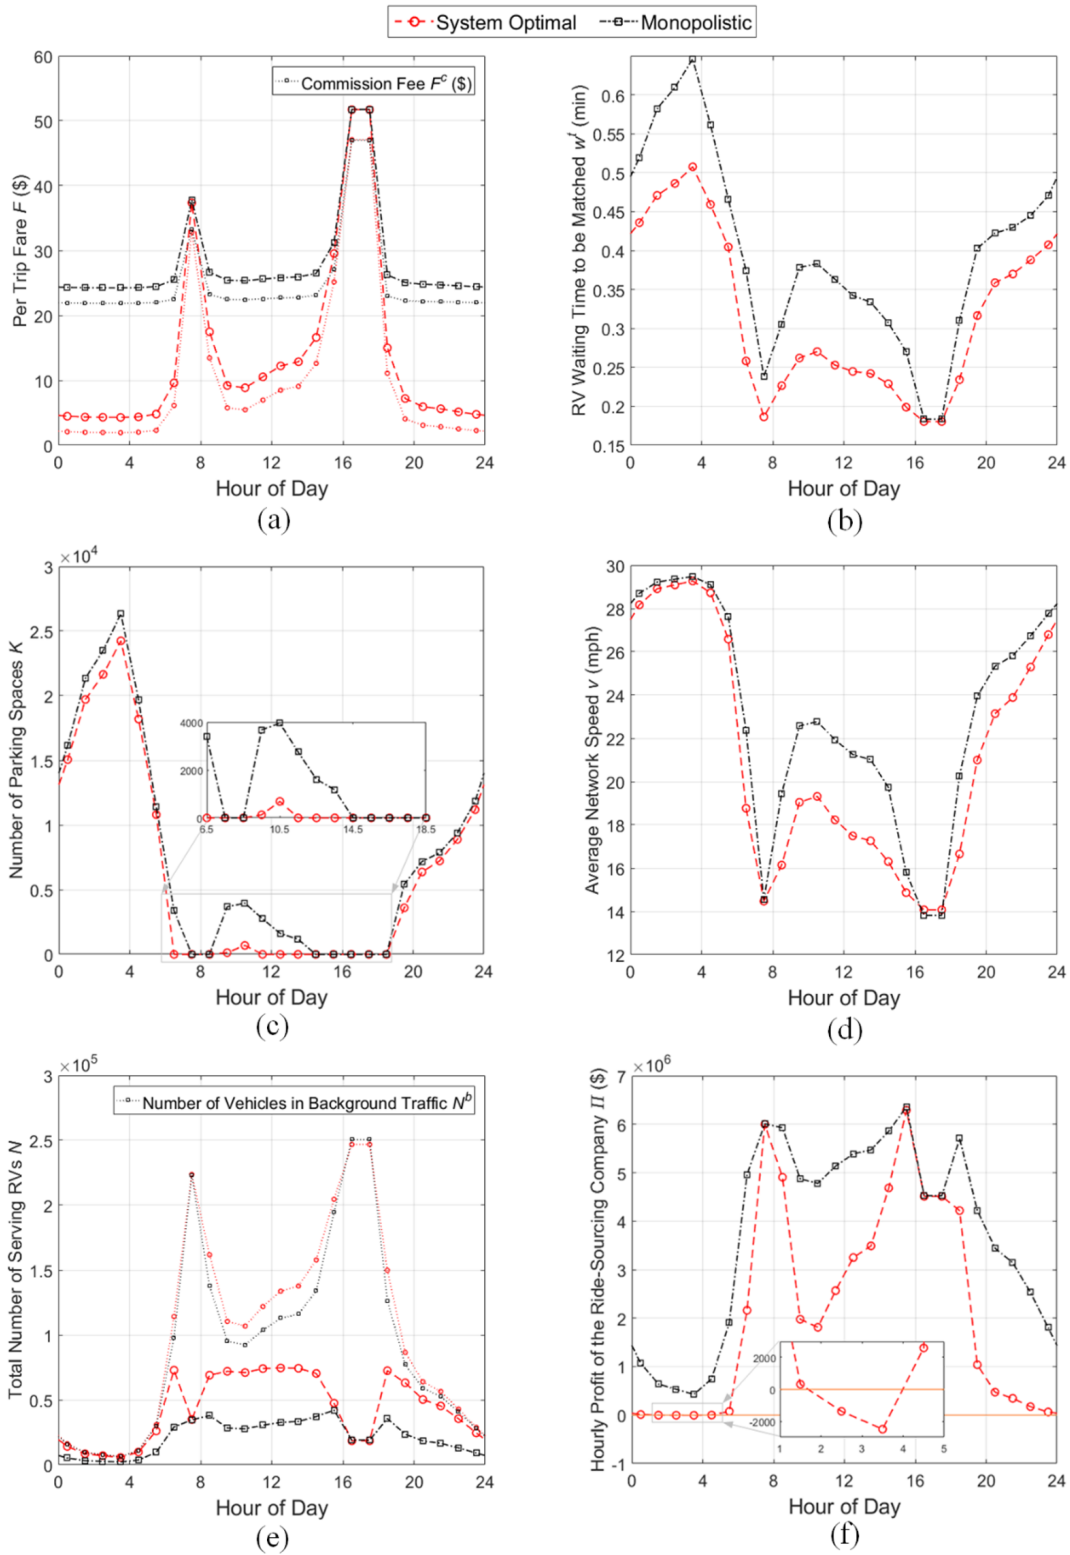 System Optimal Monopolistic
Commission Fee F^c ($)
Per Trip Fare F ($)
60
50
40
30
20
10
0
0 4 8 12 16 20 24
Hour of Day
(a)
RV Waiting Time to be Matched w^t (min)
0.6
0.55
0.5
0.45
0.4
0.35
0.3
0.25
0.2
0.15
0 4 8 12 16 20 24
Hour of Day
(b)
×10^4
Number of Parking Spaces K
3
2.5
2
1.5
1
0.5
0
4000
2000
0
6.5 10.5 14.5 18.5
0 4 8 12 16 20 24
Hour of Day
(c)
Average Network Speed v (mph)
30
28
26
24
22
20
18
16
14
12
0 4 8 12 16 20 24
Hour of Day
(d)
×10^5
Number of Vehicles in Background Traffic N^b
Total Number of Serving RVs N
3
2.5
2
1.5
1
0.5
0
0 4 8 12 16 20 24
Hour of Day
(e)
×10^6
Hourly Profit of the Ride-Sourcing Company Π ($)
7
6
5
4
3
2
1
0
-1
2000
0
-2000
1 2 3 4 5
0 4 8 12 16 20 24
Hour of Day
(f)